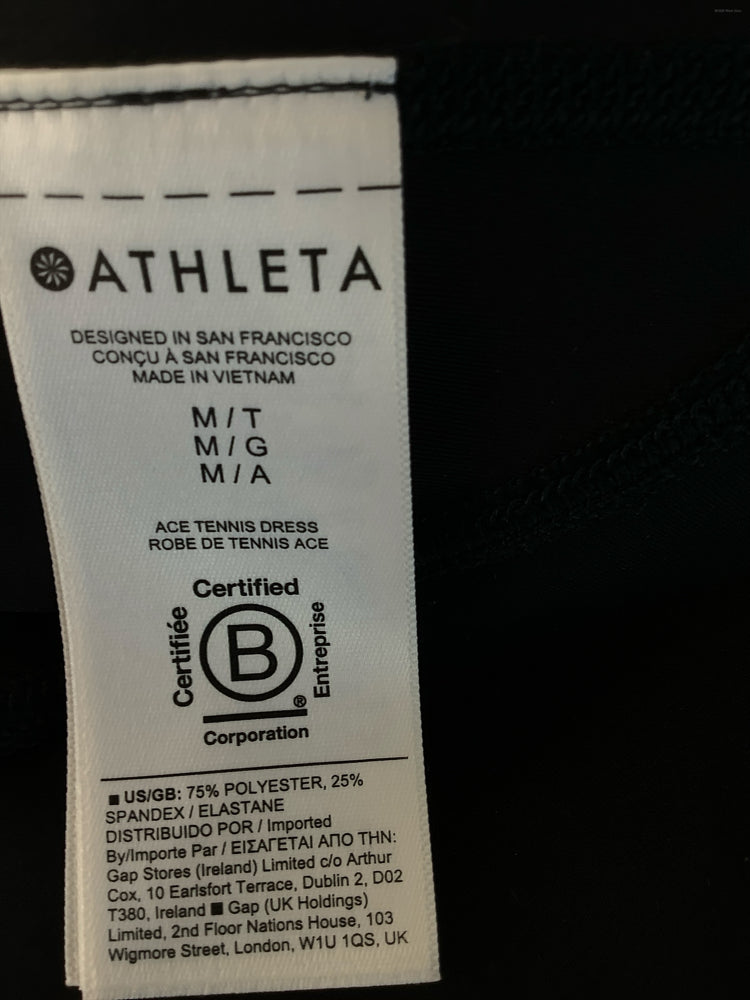 ATHLETA
DESIGNED IN SAN FRANCISCO
CONÇU À SAN FRANCISCO
MADE IN VIETNAM
M / T
M / G
M / A
ACE TENNIS DRESS
ROBE DE TENNIS ACE
Certified
Certifiée
B
Entreprise
®
Corporation
■ US/GB: 75% POLYESTER, 25%
SPANDEX / ELASTANE
DISTRIBUIDO POR / Imported
By/Importe Par / ΕΙΣΑΓΕΤΑΙ ΑΠΟ ΤΗΝ:
Gap Stores (Ireland) Limited c/o Arthur
Cox, 10 Earlsfort Terrace, Dublin 2, D02
T380, Ireland ■ Gap (UK Holdings)
Limited, 2nd Floor Nations House, 103
Wigmore Street, London, W1U 1QS, UK